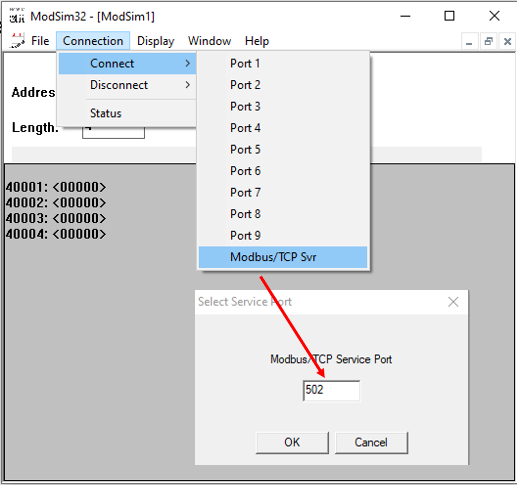 ModSim32 - [ModSim1]
File Connection Display Window Help
Connect > Port 1
Disconnect > Port 2
Status
Port 3
Port 4
Port 5
Port 6
Port 7
Port 8
Port 9
Modbus/TCP Svr
Length:
40001: <00000>
40002: <00000>
40003: <00000>
40004: <00000>
Select Service Port
Modbus/TCP Service Port
502
OK Cancel